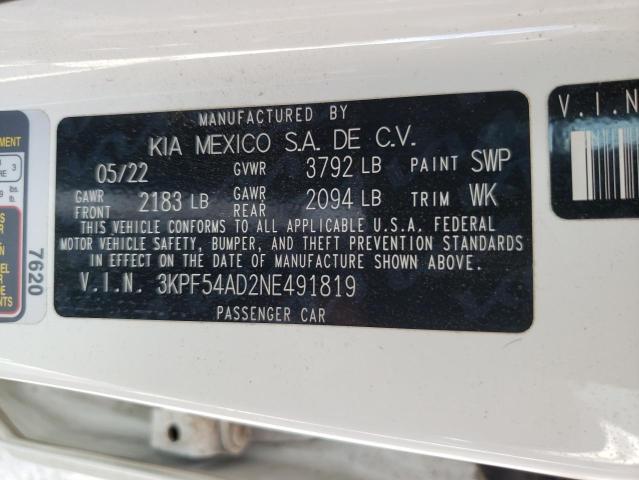 MANUFACTURED BY
KIA MEXICO S.A. DE C.V.
05/22 GVWR 3792 LB PAINT SWP
GAWR FRONT 2183 LB GAWR REAR 2094 LB TRIM WK
THIS VEHICLE CONFORMS TO ALL APPLICABLE U.S.A. FEDERAL
MOTOR VEHICLE SAFETY, BUMPER, AND THEFT PREVENTION STANDARDS
IN EFFECT ON THE DATE OF MANUFACTURE SHOWN ABOVE.
V.I.N. 3KPF54AD2NE491819
PASSENGER CAR
7620
V.I.N